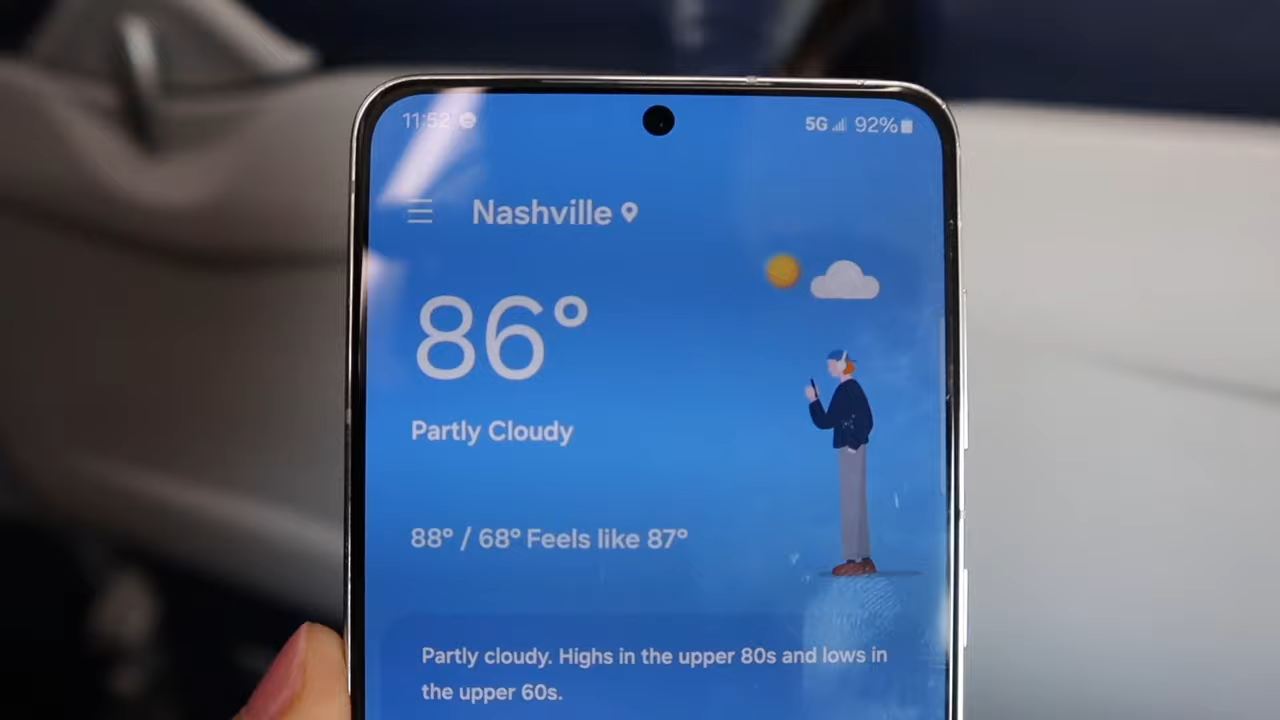 11:52
5G 92%
Nashville
86°
Partly Cloudy
88° / 68° Feels like 87°
Partly cloudy. Highs in the upper 80s and lows in
the upper 60s.